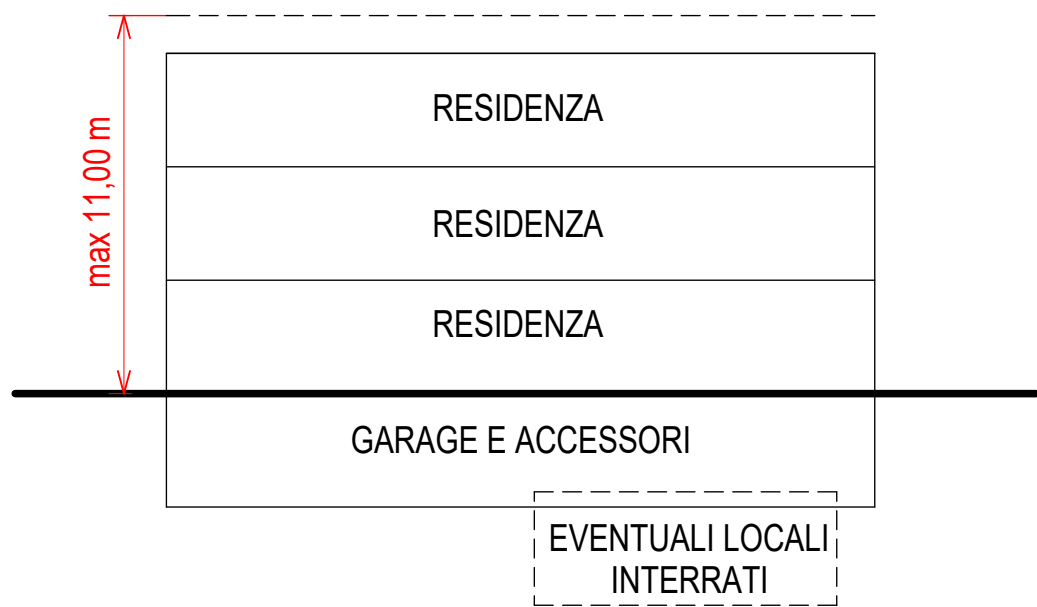 max 11,00 m
RESIDENZA
RESIDENZA
RESIDENZA
GARAGE E ACCESSORI
EVENTUALI LOCALI
INTERRATI